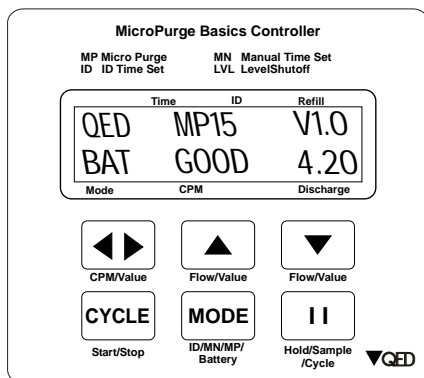 MicroPurge Basics Controller
MP Micro Purge MN Manual Time Set
ID ID Time Set LVL LevelShutoff
Time ID Refill
QED MP15 V1.0
BAT GOOD 4.20
Mode CPM Discharge
CPM/Value Flow/Value Flow/Value
CYCLE MODE I I
Start/Stop ID/MN/MP/ Hold/Sample
Battery /Cycle
QED